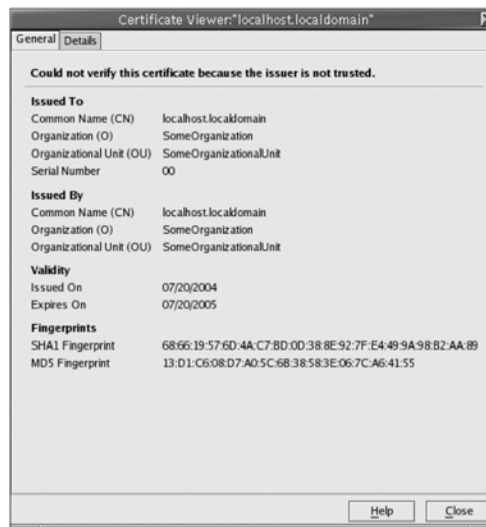 Certificate Viewer:"localhost.localdomain"
General Details
Could not verify this certificate because the issuer is not trusted.
Issued To
Common Name (CN) localhost.localdomain
Organization (O) SomeOrganization
Organizational Unit (OU) SomeOrganizationalUnit
Serial Number 00
Issued By
Common Name (CN) localhost.localdomain
Organization (O) SomeOrganization
Organizational Unit (OU) SomeOrganizationalUnit
Validity
Issued On 07/20/2004
Expires On 07/20/2005
Fingerprints
SHA1 Fingerprint 68:66:19:57:6D:4A:C7:BD:0D:38:8E:92:7F:E4:49:9A:98:B2:AA:89
MD5 Fingerprint 13:D1:C6:08:D7:A0:5C:6B:38:58:3E:06:7C:A6:41:55
Help Close